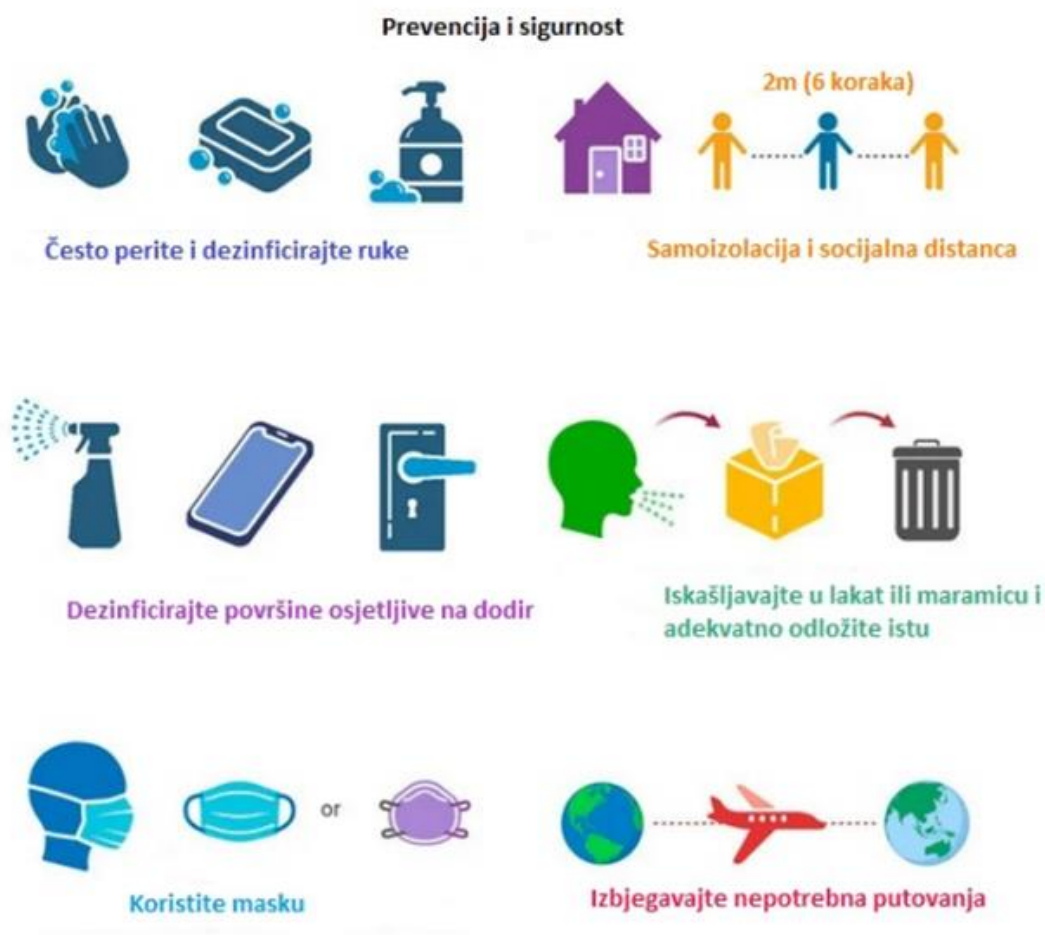 Prevencija i sigurnost
2m (6 koraka)
Često perite i dezinficirajte ruke
Samoizolacija i socijalna distanca
Dezinficirajte površine osjetljive na dodir
Iskašljavajte u lakat ili maramicu i
adekvatno odložite istu
or
Koristite masku
Izbjegavajte nepotrebna putovanja